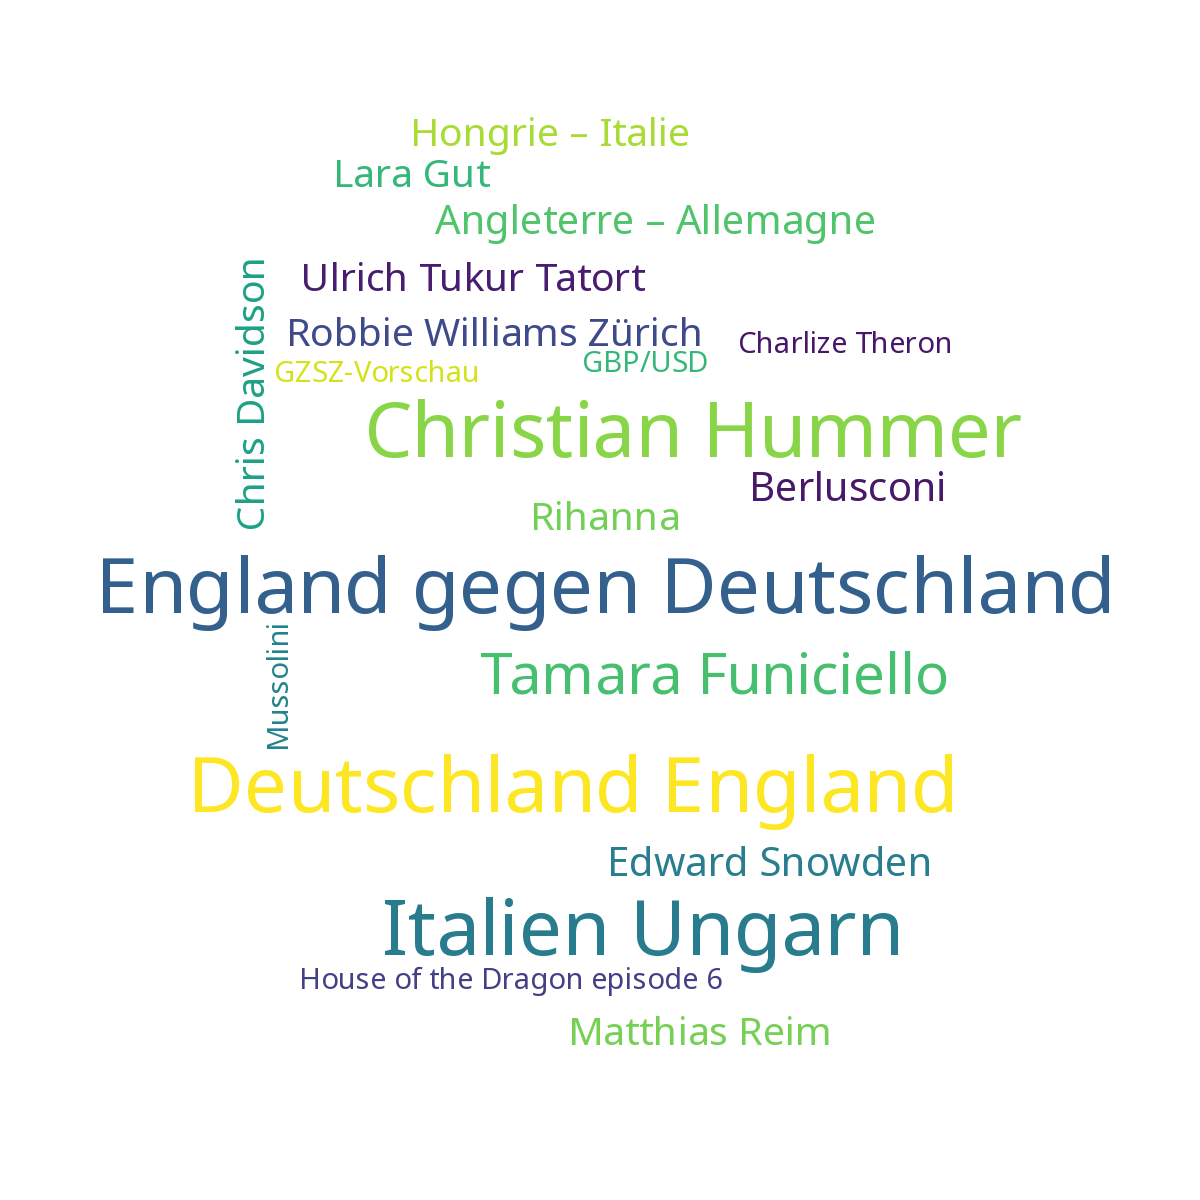 Hongrie – Italie
Lara Gut
Angleterre – Allemagne
Chris Davidson
Ulrich Tukur Tatort
Robbie Williams Zürich
Charlize Theron
GBP/USD
GZSZ-Vorschau
Christian Hummer
Berlusconi
Rihanna
England gegen Deutschland
Mussolini
Tamara Funiciello
Deutschland England
Edward Snowden
Italien Ungarn
House of the Dragon episode 6
Matthias Reim